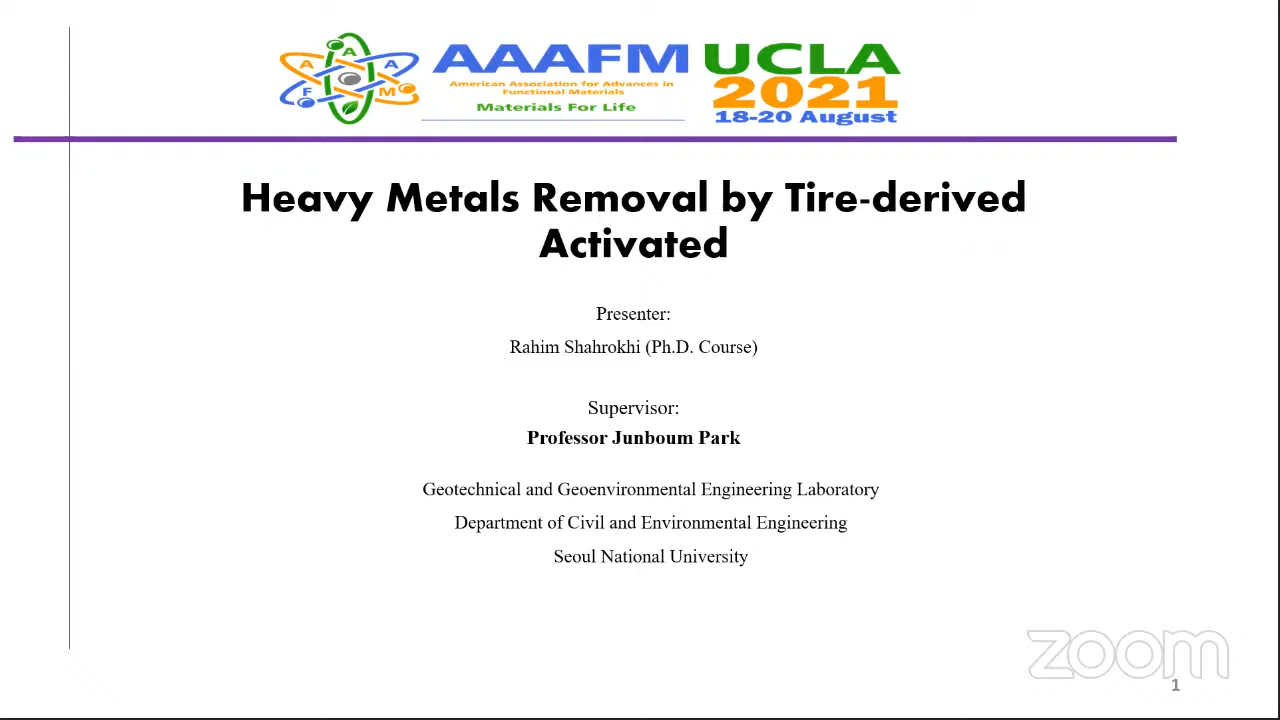 A
A
A
F
M
AAAFM
American Association for Advances in
Functional Materials
Materials For Life
UCLA
2021
18-20 August
Heavy Metals Removal by Tire-derived
Activated
Presenter:
Rahim Shahrokhi (Ph.D. Course)
Supervisor:
Professor Junboum Park
Geotechnical and Geoenvironmental Engineering Laboratory
Department of Civil and Environmental Engineering
Seoul National University
zoom
1